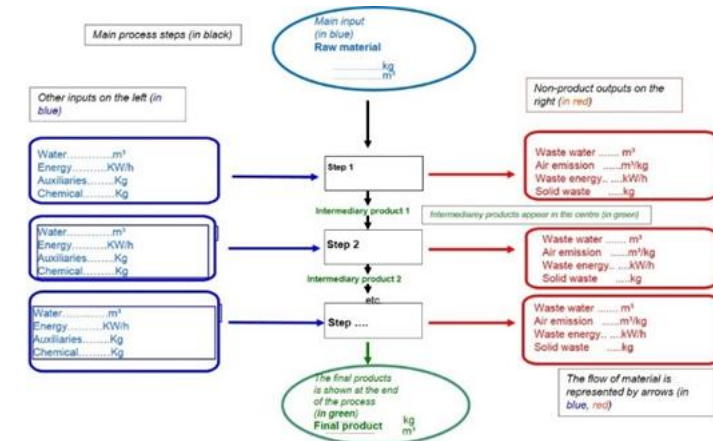 Main process steps (in black)
Main input
(in blue)
Raw material
............... kg
............... m³
Other inputs on the left (in
blue)
Non-product outputs on the
right (in red)
Water............m³
Energy.........KW/h
Auxiliaries.......Kg
Chemical.........Kg
Step 1
Waste water ....... m³
Air emission ......m³/kg
Waste energy.. ....kW/h
Solid waste .....kg
Intermediary product 1
Intermediarey products appear in the centre (in green)
Water............m³
Energy.........KW/h
Auxiliaries.......Kg
Chemical.........Kg
Step 2
Waste water ....... m³
Air emission ......m³/kg
Waste energy.. ....kW/h
Solid waste .....kg
Intermediary product 2
etc.
Water............m³
Energy.........KW/h
Auxiliaries.......Kg
Chemical.........Kg
Step ....
Waste water ....... m³
Air emission ......m³/kg
Waste energy.. ....kW/h
Solid waste .....kg
The final products
is shown at the end
of the process
(in green)
Final product kg
............... m³
The flow of material is
represented by arrows (in
blue, red)